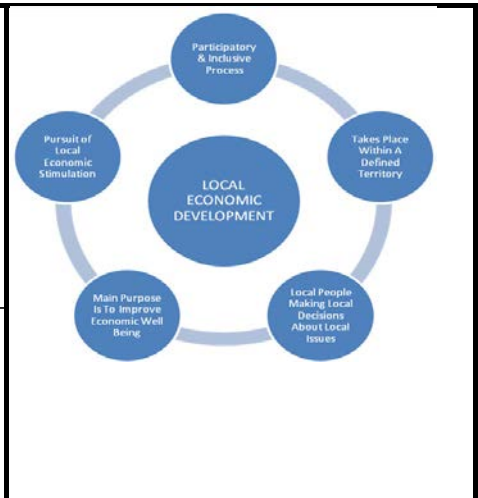 Participatory
& Inclusive
Process
Takes Place
Within A
Defined
Territory
Local People
Making Local
Decisions
About Local
Issues
Main Purpose
Is To Improve
Economic Well
Being
Pursuit of
Local
Economic
Stimulation
LOCAL
ECONOMIC
DEVELOPMENT